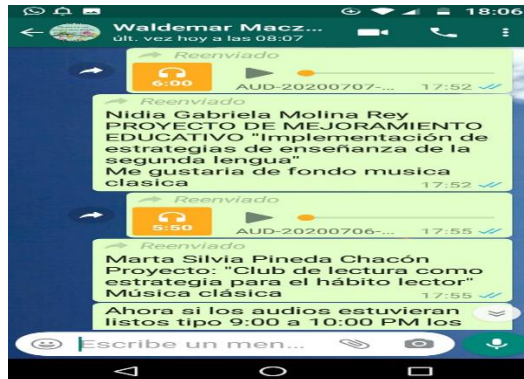 18:06
Waldemar Macz...
últ. vez hoy a las 08:07
Reenviado
6:00
AUD-20200707-... 17:52
Reenviado
Nidia Gabriela Molina Rey
PROYECTO DE MEJORAMIENTO
EDUCATIVO "Implementación de
estrategias de enseñanza de la
segunda lengua"
Me gustaria de fondo musica
clasica
17:52
Reenviado
5:50
AUD-20200706-... 17:55
Reenviado
Marta Silvia Pineda Chacón
Proyecto: "Club de lectura como
estrategia para el hábito lector"
Música clásica
17:55
Ahora si los audios estuvieran
listos tipo 9:00 a 10:00 PM los
Escribe un men...